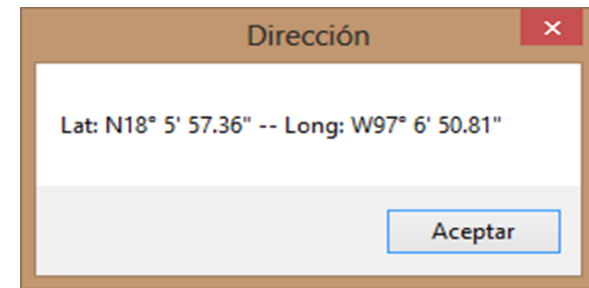 Dirección
Lat: N18° 5' 57.36" -- Long: W97° 6' 50.81"
Aceptar